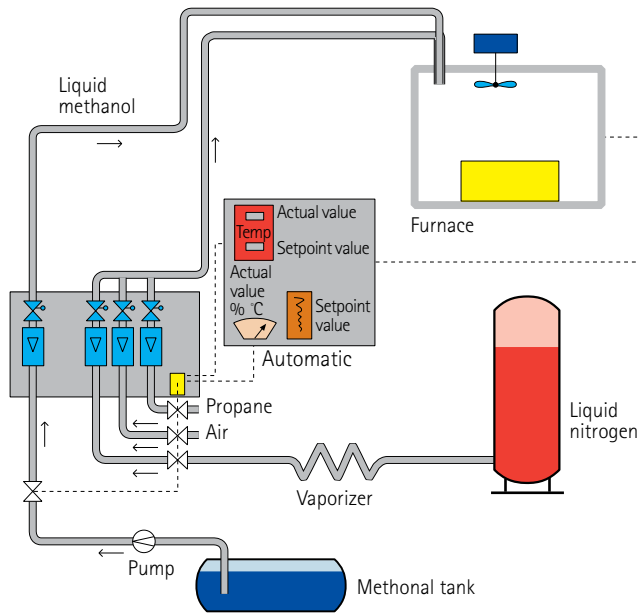 Liquid
methanol
Furnace
Actual value
Temp
Setpoint value
Actual
value
% °C
Setpoint
value
Automatic
Propane
Air
Liquid
nitrogen
Vaporizer
Pump
Methonal tank